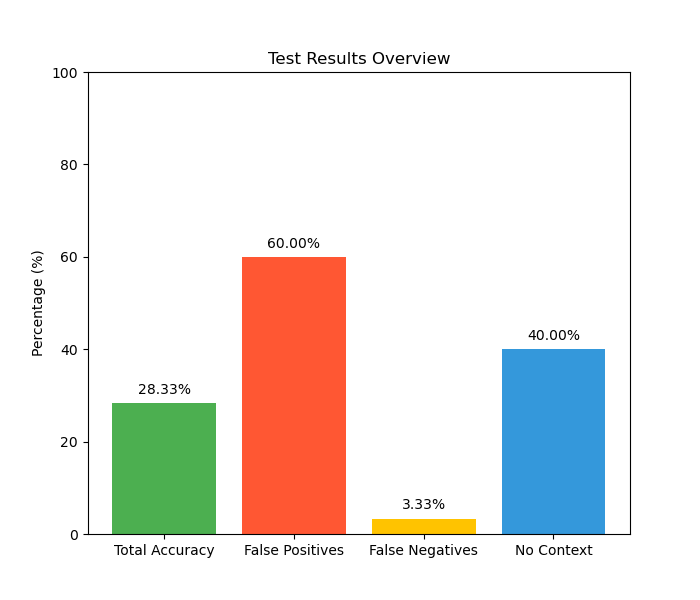 Test Results Overview
Percentage (%)
100
80
60
40
20
0
28.33%
60.00%
3.33%
40.00%
Total Accuracy
False Positives
False Negatives
No Context